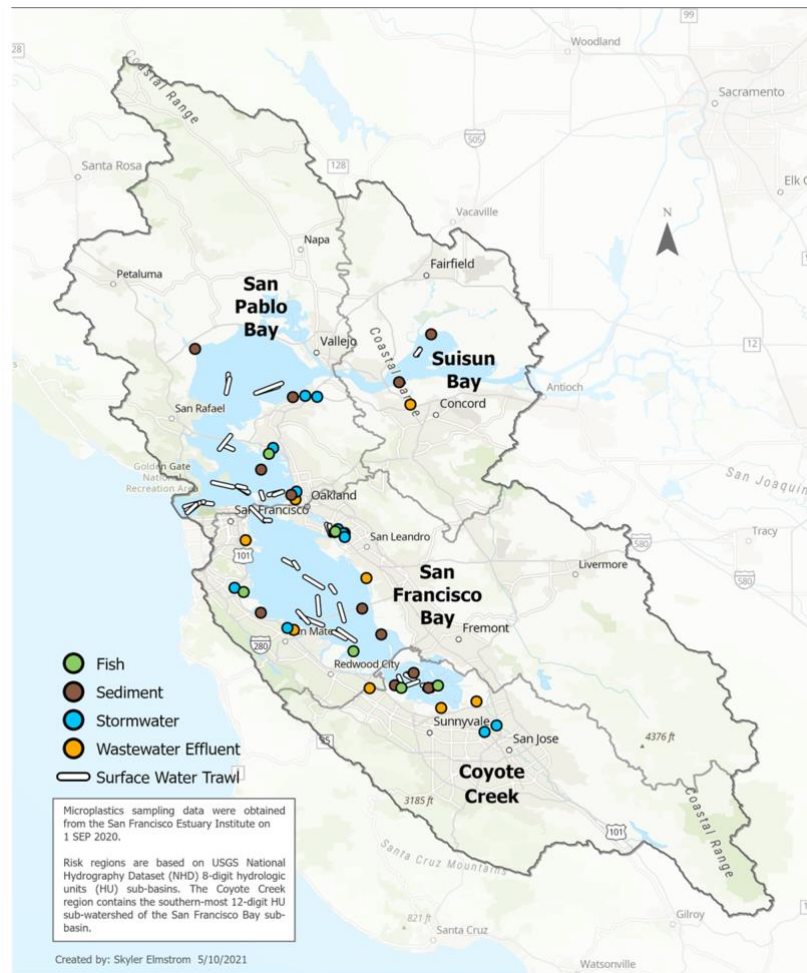 28
Woodland
Coastal Range
Sacramento
505
80
Santa Rosa
128
Elk G
Vacaville
N
Napa
Fairfield
Petaluma
San
Pablo
Bay
12
Vallejo
Coastal Range
Suisun
Bay
Antioch
San Rafael
Concord
Golden Gate
National
Recreation Area
San Joaquin
Oakland
San Francisco
Tracy
580
101
San Leandro
580
Livermore
San
Francisco
Bay
Fremont
280
San Mateo
Redwood City
Fish
Sediment
Stormwater
Wastewater Effluent
Surface Water Trawl
Sunnyvale
San Jose
4376 ft
35
Coyote
Creek
3185 ft
Coastal
Range
101
Santa Cruz Mountains
Gilroy
821 ft
Santa Cruz
Watsonville
Microplastics sampling data were obtained
from the San Francisco Estuary Institute on
1 SEP 2020.
Risk regions are based on USGS National
Hydrography Dataset (NHD) 8-digit hydrologic
units (HU) sub-basins. The Coyote Creek
region contains the southern-most 12-digit HU
sub-watershed of the San Francisco Bay sub-
basin.
Created by: Skyler Elmstrom 5/10/2021